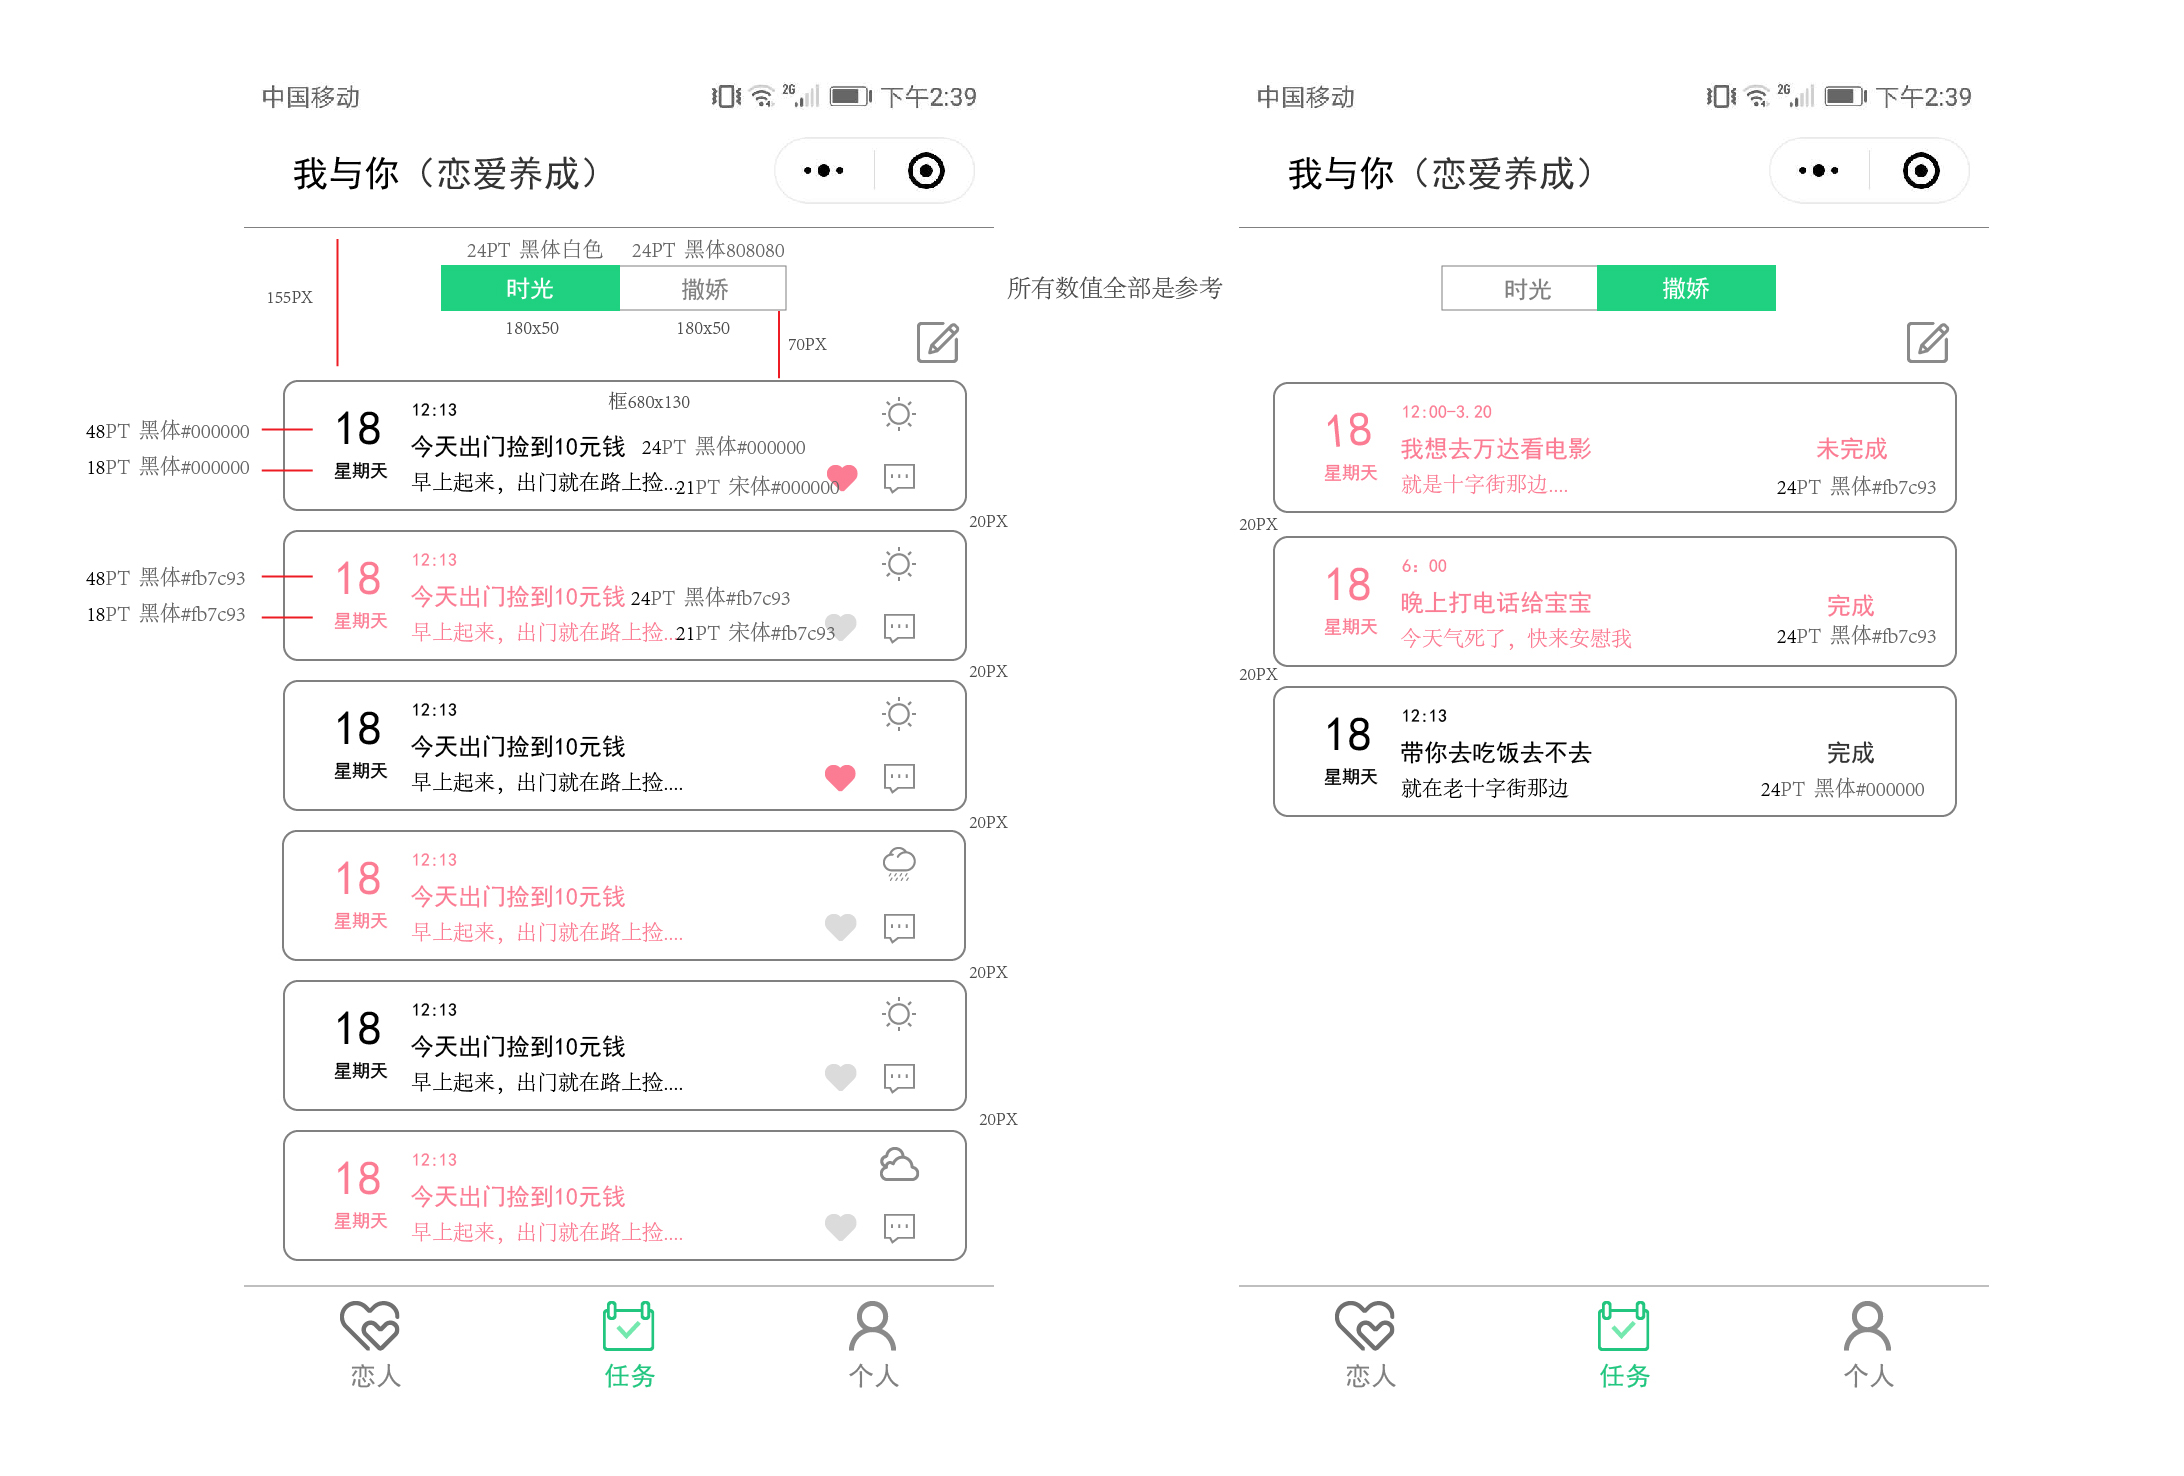 中国移动
2G
下午2:39
我与你（恋爱养成）
24PT 黑体白色
24PT 黑体808080
时光
撒娇
155PX
180x50
180x50
70PX
框680x130
48PT 黑体#000000
18PT 黑体#000000
18
星期天
12:13
今天出门捡到10元钱
24PT 黑体#000000
早上起来，出门就在路上捡...
21PT 宋体#000000
20PX
48PT 黑体#fb7c93
18PT 黑体#fb7c93
18
星期天
12:13
今天出门捡到10元钱
24PT 黑体#fb7c93
早上起来，出门就在路上捡...
21PT 宋体#fb7c93
20PX
18
星期天
12:13
今天出门捡到10元钱
早上起来，出门就在路上捡....
20PX
18
星期天
12:13
今天出门捡到10元钱
早上起来，出门就在路上捡....
20PX
18
星期天
12:13
今天出门捡到10元钱
早上起来，出门就在路上捡....
20PX
18
星期天
12:13
今天出门捡到10元钱
早上起来，出门就在路上捡....
恋人
任务
个人
所有数值全部是参考
中国移动
2G
下午2:39
我与你（恋爱养成）
时光
撒娇
18
星期天
12:00-3.20
我想去万达看电影
就是十字街那边....
未完成
24PT 黑体#fb7c93
20PX
18
星期天
6：00
晚上打电话给宝宝
今天气死了，快来安慰我
完成
24PT 黑体#fb7c93
20PX
18
星期天
12:13
带你去吃饭去不去
就在老十字街那边
完成
24PT 黑体#000000
恋人
任务
个人